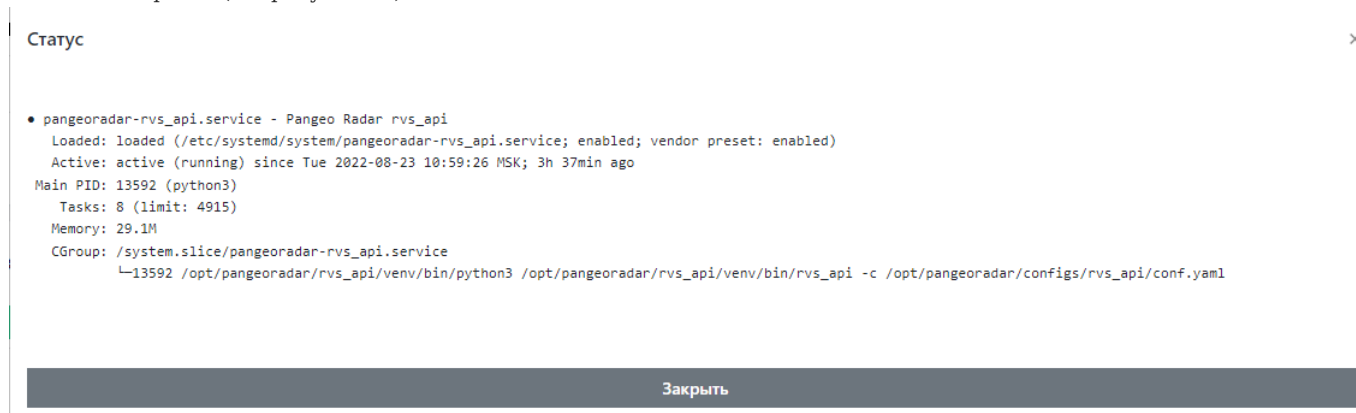 Статус
● pangeoradar-rvs_api.service - Pangeo Radar rvs_api
Loaded: loaded (/etc/systemd/system/pangeoradar-rvs_api.service; enabled; vendor preset: enabled)
Active: active (running) since Tue 2022-08-23 10:59:26 MSK; 3h 37min ago
Main PID: 13592 (python3)
Tasks: 8 (limit: 4915)
Memory: 29.1M
CGroup: /system.slice/pangeoradar-rvs_api.service
└─13592 /opt/pangeoradar/rvs_api/venv/bin/python3 /opt/pangeoradar/rvs_api/venv/bin/rvs_api -c /opt/pangeoradar/configs/rvs_api/conf.yaml
Закрыть